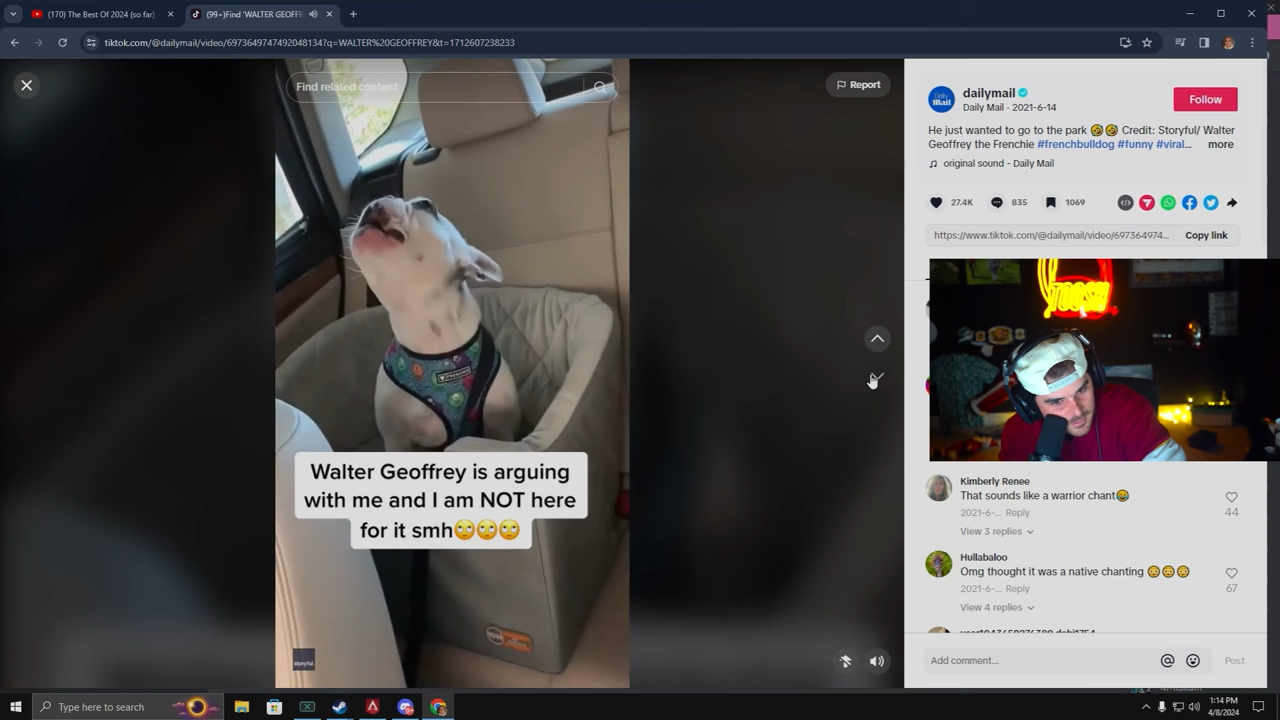 (170) The Best Of 2024 (so far)
(99+)Find 'WALTER GEOFFR
tiktok.com/@dailymail/video/6973649747492048134?q=WALTER%20GEOFFREY&t=1712607238233
Find related content
Report
Walter Geoffrey is arguing
with me and I am NOT here
for it smh🙄🙄🙄
storyful
dailymail
Daily Mail · 2021-6-14
Follow
He just wanted to go to the park 🤣🤣 Credit: Storyful/ Walter
Geoffrey the Frenchie #frenchbulldog #funny #viral...
more
original sound - Daily Mail
27.4K
835
1069
https://www.tiktok.com/@dailymail/video/697364974...
Copy link
TOOSH
Kimberly Renee
That sounds like a warrior chant😂
2021-6-... Reply
44
View 3 replies
Hullabaloo
Omg thought it was a native chanting 😳😳😳
2021-6-... Reply
67
View 4 replies
Add comment...
Post
Type here to search
1:14 PM
4/8/2024